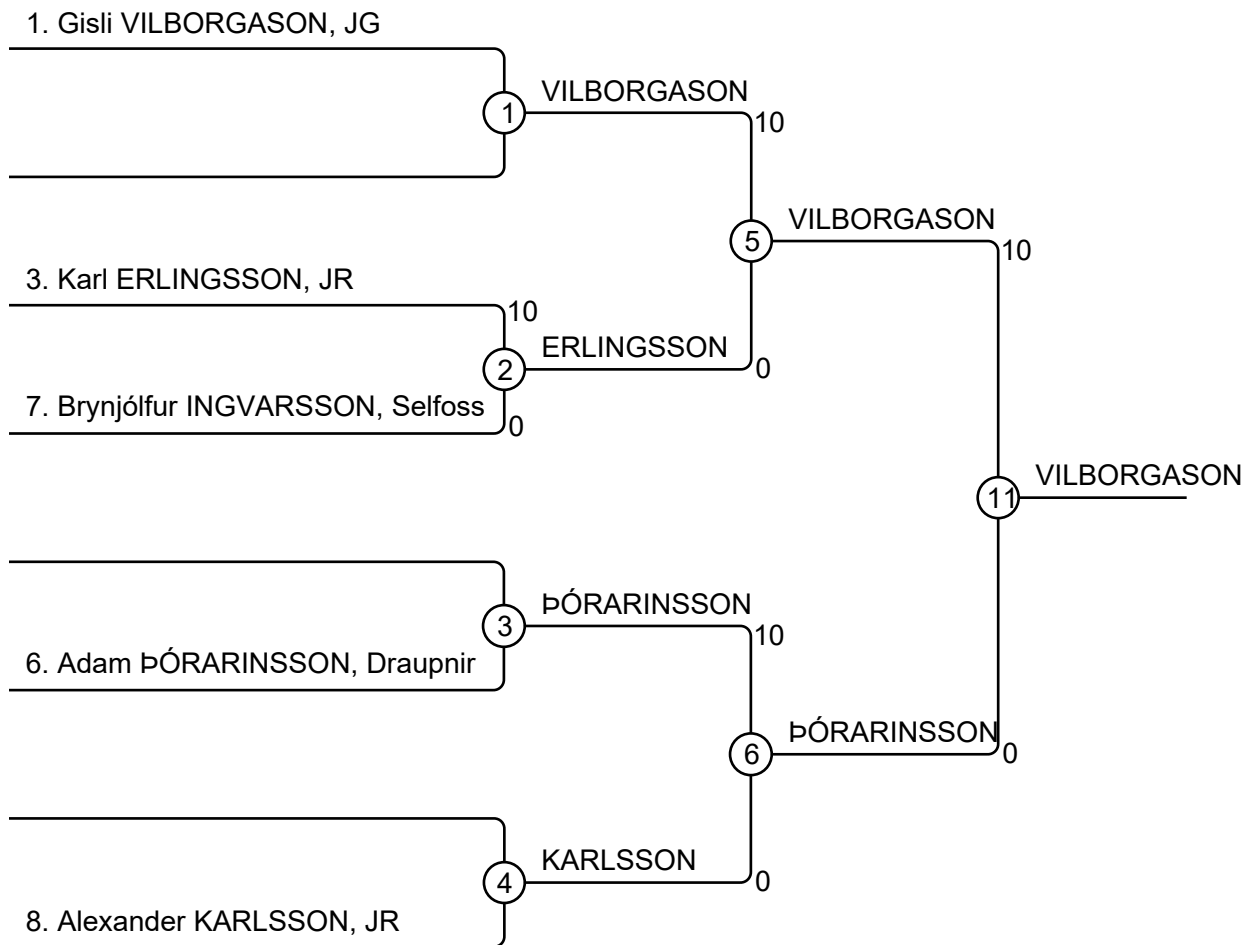 1. Gisli VILBORGASON, JG
VILBORGASON
1
10
VILBORGASON
5
10
3. Karl ERLINGSSON, JR
10
ERLINGSSON
2
0
7. Brynjólfur INGVARSSON, Selfoss
0
VILBORGASON
11
ÞÓRARINSSON
3
10
6. Adam ÞÓRARINSSON, Draupnir
ÞÓRARINSSON
6
0
KARLSSON
4
0
8. Alexander KARLSSON, JR